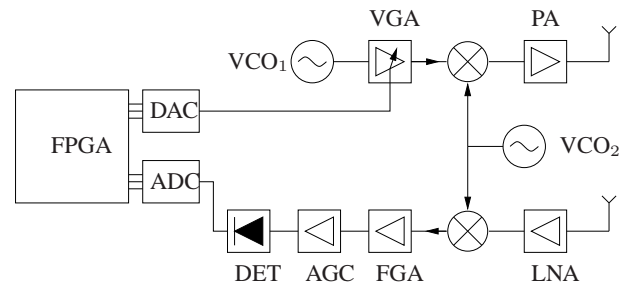 VGA
PA
VCO₁
DAC
FPGA
VCO₂
ADC
DET
AGC
FGA
LNA